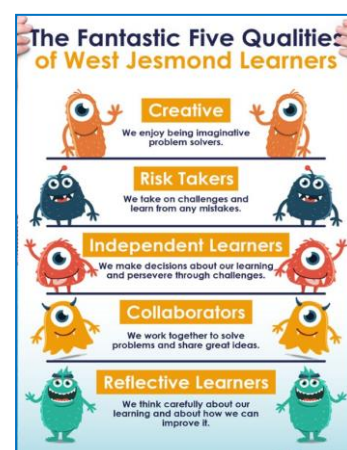 The Fantastic Five Qualities
of West Jesmond Learners
Creative
We enjoy being imaginative
problem solvers.
Risk Takers
We take on challenges and
learn from any mistakes.
Independent Learners
We make decisions about our learning
and persevere through challenges.
Collaborators
We work together to solve
problems and share great ideas.
Reflective Learners
We think carefully about our
learning and about how we can
improve it.